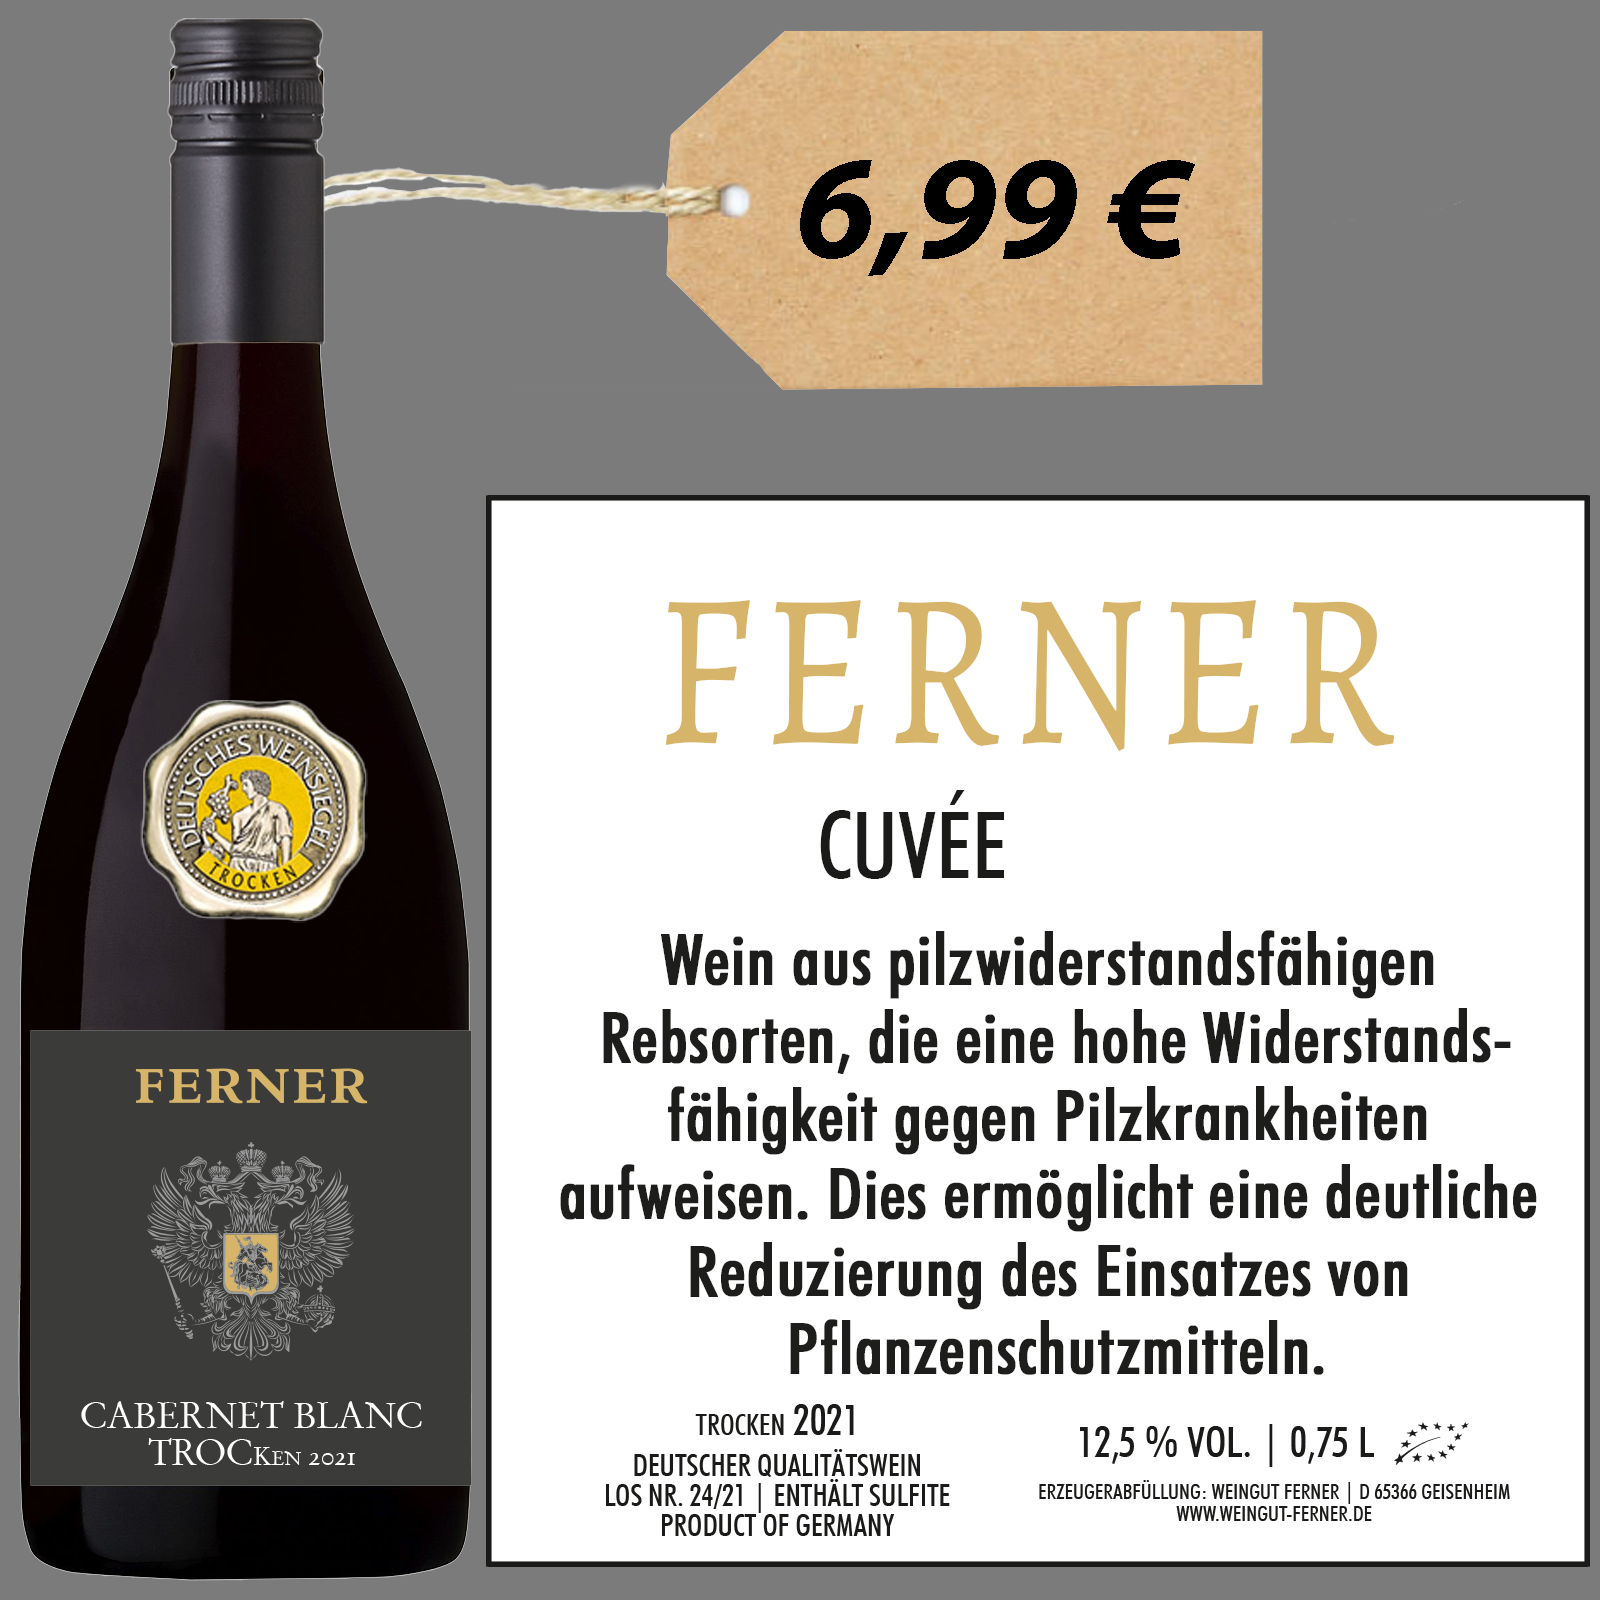 6,99 €
DEUTSCHES WEINSIEGEL
TROCKEN
FERNER
CABERNET BLANC
TROCKEN 2021
FERNER
CUVÉE
Wein aus pilzwiderstandsfähigen
Rebsorten, die eine hohe Widerstands-
fähigkeit gegen Pilzkrankheiten
aufweisen. Dies ermöglicht eine deutliche
Reduzierung des Einsatzes von
Pflanzenschutzmitteln.
TROCKEN 2021
DEUTSCHER QUALITÄTSWEIN
LOS NR. 24/21 | ENTHÄLT SULFITE
PRODUCT OF GERMANY
12,5 % VOL. | 0,75 L
ERZEUGERABFÜLLUNG: WEINGUT FERNER | D 65366 GEISENHEIM
WWW.WEINGUT-FERNER.DE